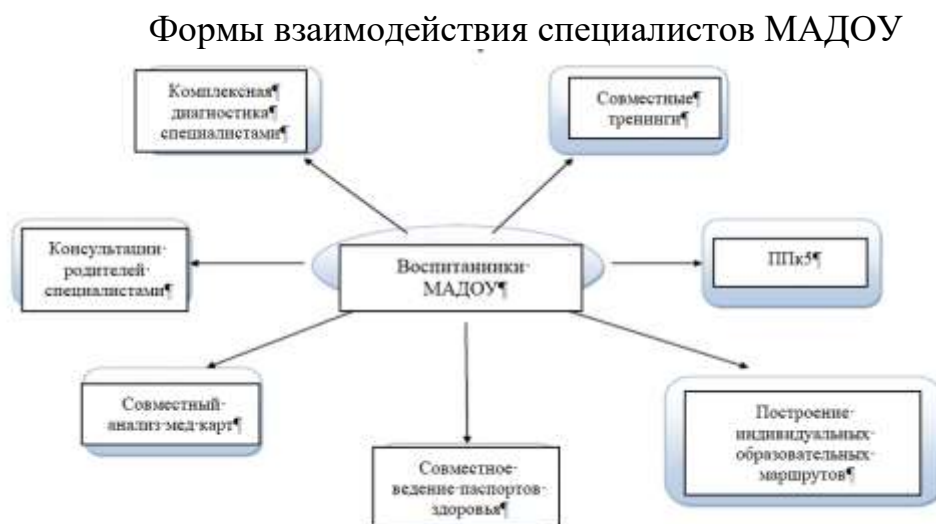 Формы взаимодействия специалистов МАДОУ
Комплексная¶
диагностика¶
специалистами¶
Совместные¶
тренинги¶
Консультации·
родителей·
специалистами¶
Воспитанники·
МАДОУ¶
ППк5¶
Совместный·
анализ·мед·карт¶
Совместное·
ведение·паспортов·
здоровья¶
Построение·
индивидуальных·
образовательных·
маршрутов¶